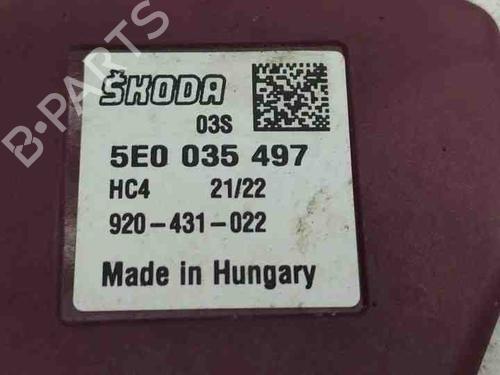 B-PARTS
ŠKODA
03S
5E0 035 497
HC4 21/22
920-431-022
Made in Hungary